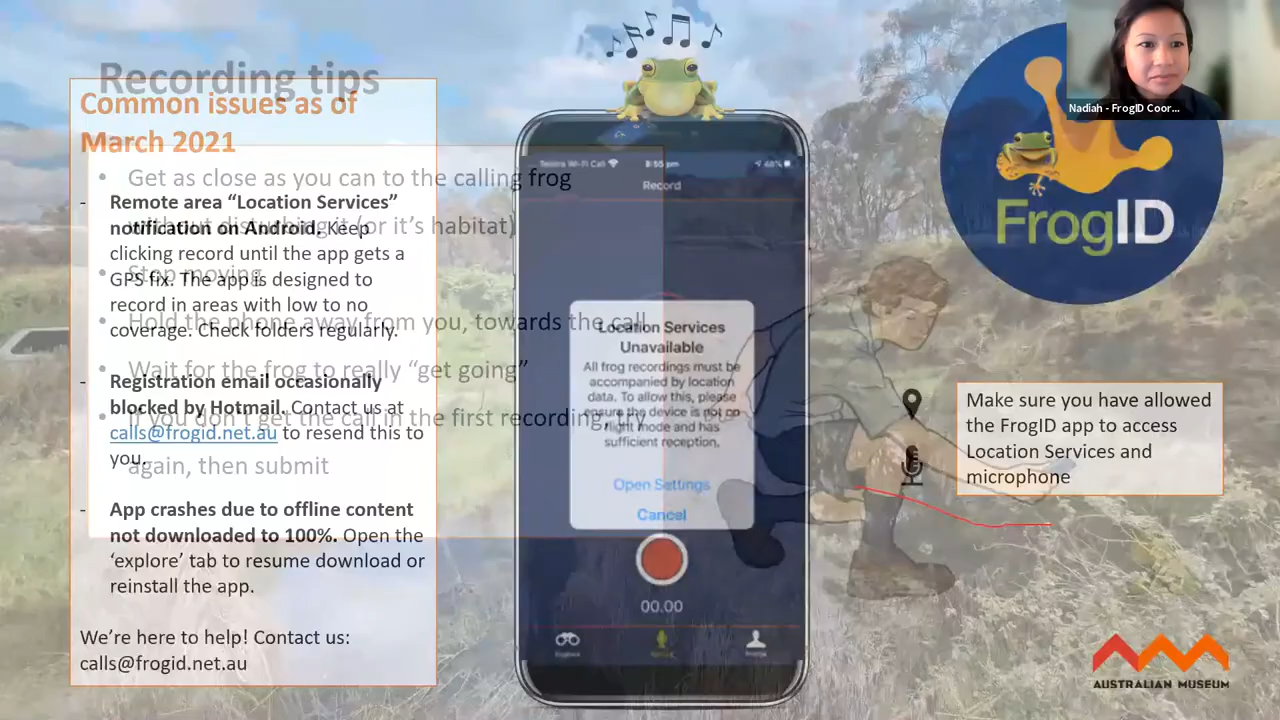 Recording tips
Common issues as of
March 2021
Get as close as you can to the calling frog
without disturbing it (or it's habitat)
Stop moving
Hold the phone away from you, towards the call
Wait for the frog to really “get going”
If you don't get the call in the first recording, try
again, then submit
- Remote area “Location Services”
notification on Android. Keep
clicking record until the app gets a
GPS fix. The app is designed to
record in areas with low to no
coverage. Check folders regularly.
- Registration email occasionally
blocked by Hotmail. Contact us at
calls@frogid.net.au to resend this to
you.
- App crashes due to offline content
not downloaded to 100%. Open the
‘explore’ tab to resume download or
reinstall the app.
We're here to help! Contact us:
calls@frogid.net.au
Telstra Wi-Fi Call 8:55 pm 48%
Record
Location Services
Unavailable
All frog recordings must be
accompanied by location
data. To allow this, please
ensure the device is not on
flight mode and has
sufficient reception.
Open Settings
Cancel
00.00
Nadiah - FrogID Coor...
FrogID
Make sure you have allowed
the FrogID app to access
Location Services and
microphone
AUSTRALIAN MUSEUM